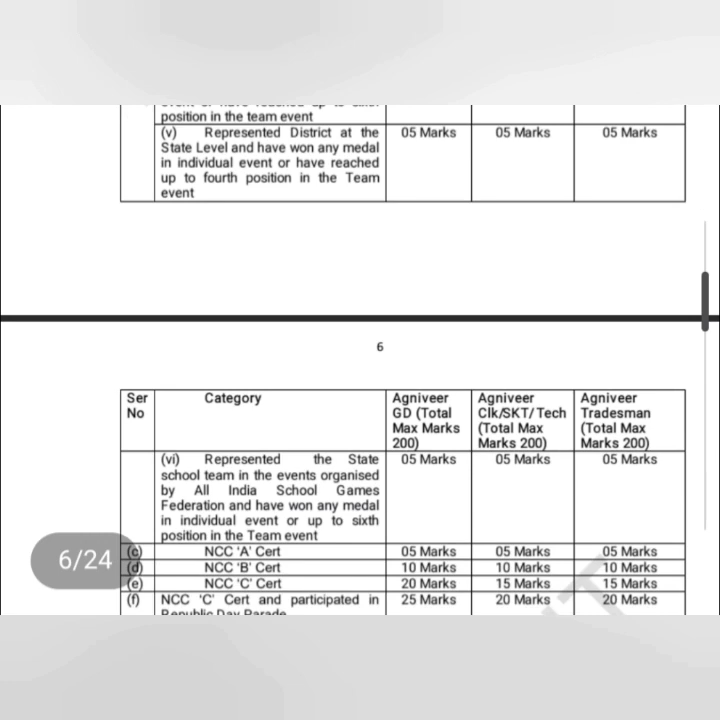 position in the team event
(v) Represented District at the 05 Marks 05 Marks 05 Marks
State Level and have won any medal
in individual event or have reached
up to fourth position in the Team
event
6
Ser Category Agniveer Agniveer Agniveer
No GD (Total Clk/SKT/Tech Tradesman
Max Marks (Total Max (Total Max
200) Marks 200) Marks 200)
(vi) Represented the State 05 Marks 05 Marks 05 Marks
school team in the events organised
by All India School Games
Federation and have won any medal
in individual event or up to sixth
position in the Team event
(c) NCC 'A' Cert 05 Marks 05 Marks 05 Marks
6/24
(d) NCC 'B' Cert 10 Marks 10 Marks 10 Marks
(e) NCC 'C' Cert 20 Marks 15 Marks 15 Marks
(f) NCC 'C' Cert and participated in 25 Marks 20 Marks 20 Marks
Republic Day Parade